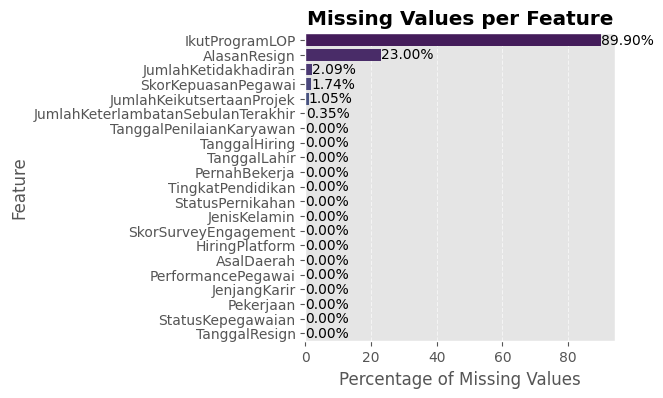 Missing Values per Feature
IkutProgramLOP 89.90%
AlasanResign 23.00%
JumlahKetidakhadiran 2.09%
SkorKepuasanPegawai 1.74%
JumlahKeikutsertaanProjek 1.05%
JumlahKeterlambatanSebulanTerakhir 0.35%
TanggalPenilaianKaryawan 0.00%
TanggalHiring 0.00%
TanggalLahir 0.00%
PernahBekerja 0.00%
TingkatPendidikan 0.00%
StatusPernikahan 0.00%
JenisKelamin 0.00%
SkorSurveyEngagement 0.00%
HiringPlatform 0.00%
AsalDaerah 0.00%
PerformancePegawai 0.00%
JenjangKarir 0.00%
Pekerjaan 0.00%
StatusKepegawaian 0.00%
TanggalResign 0.00%
Feature
0 20 40 60 80
Percentage of Missing Values